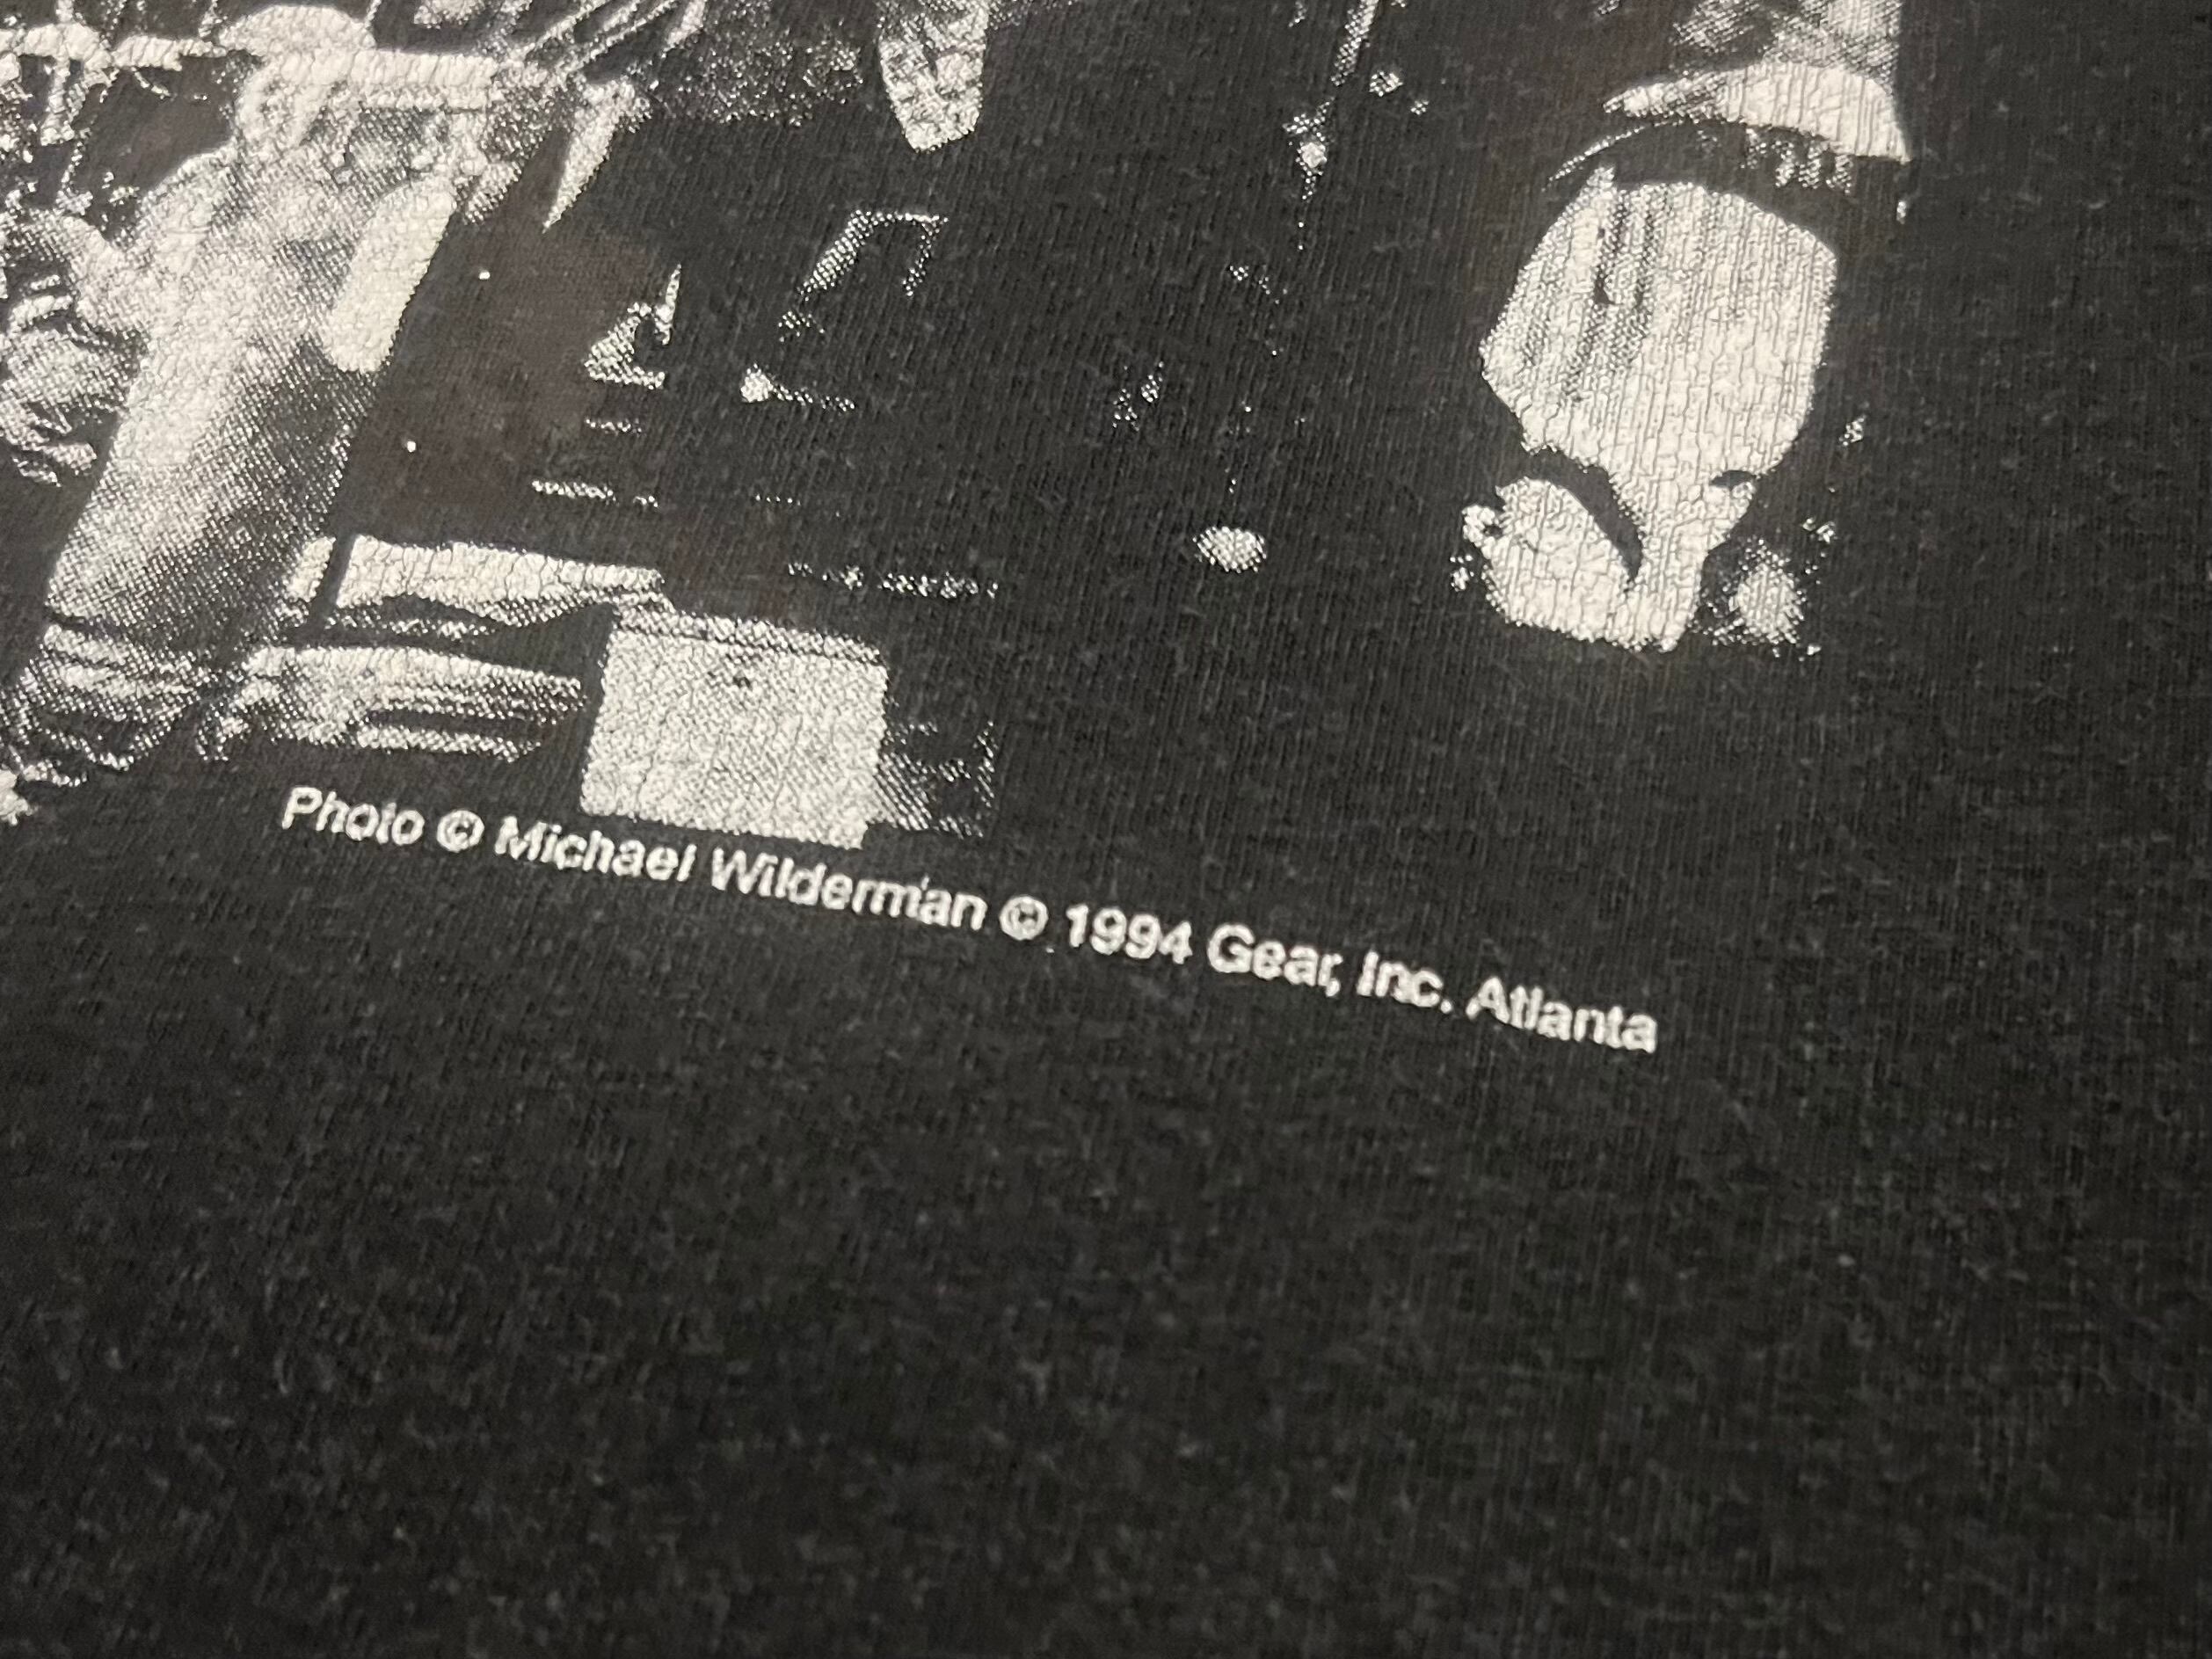 Photo © Michael Wilderman © 1994 Gear, Inc. Atlanta